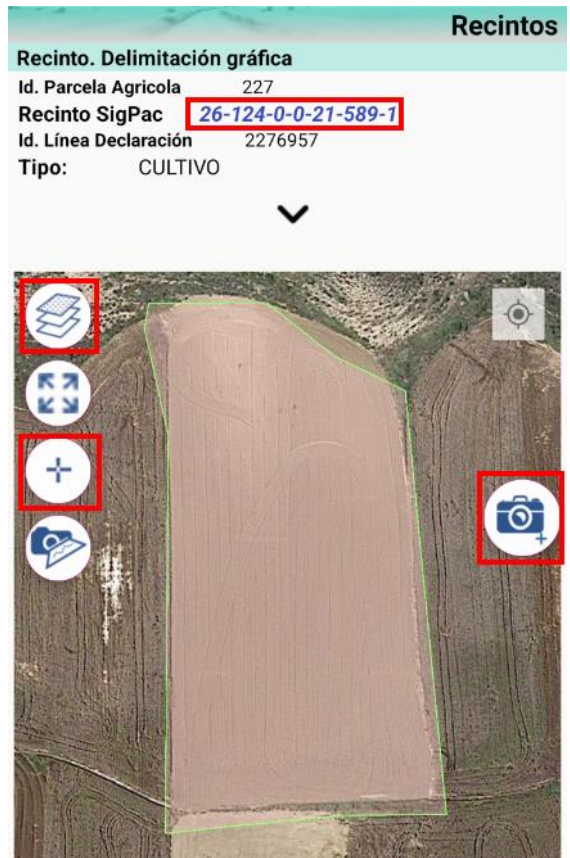 Recintos
Recinto. Delimitación gráfica
Id. Parcela Agricola 227
Recinto SigPac 26-124-0-0-21-589-1
Id. Línea Declaración 2276957
Tipo: CULTIVO